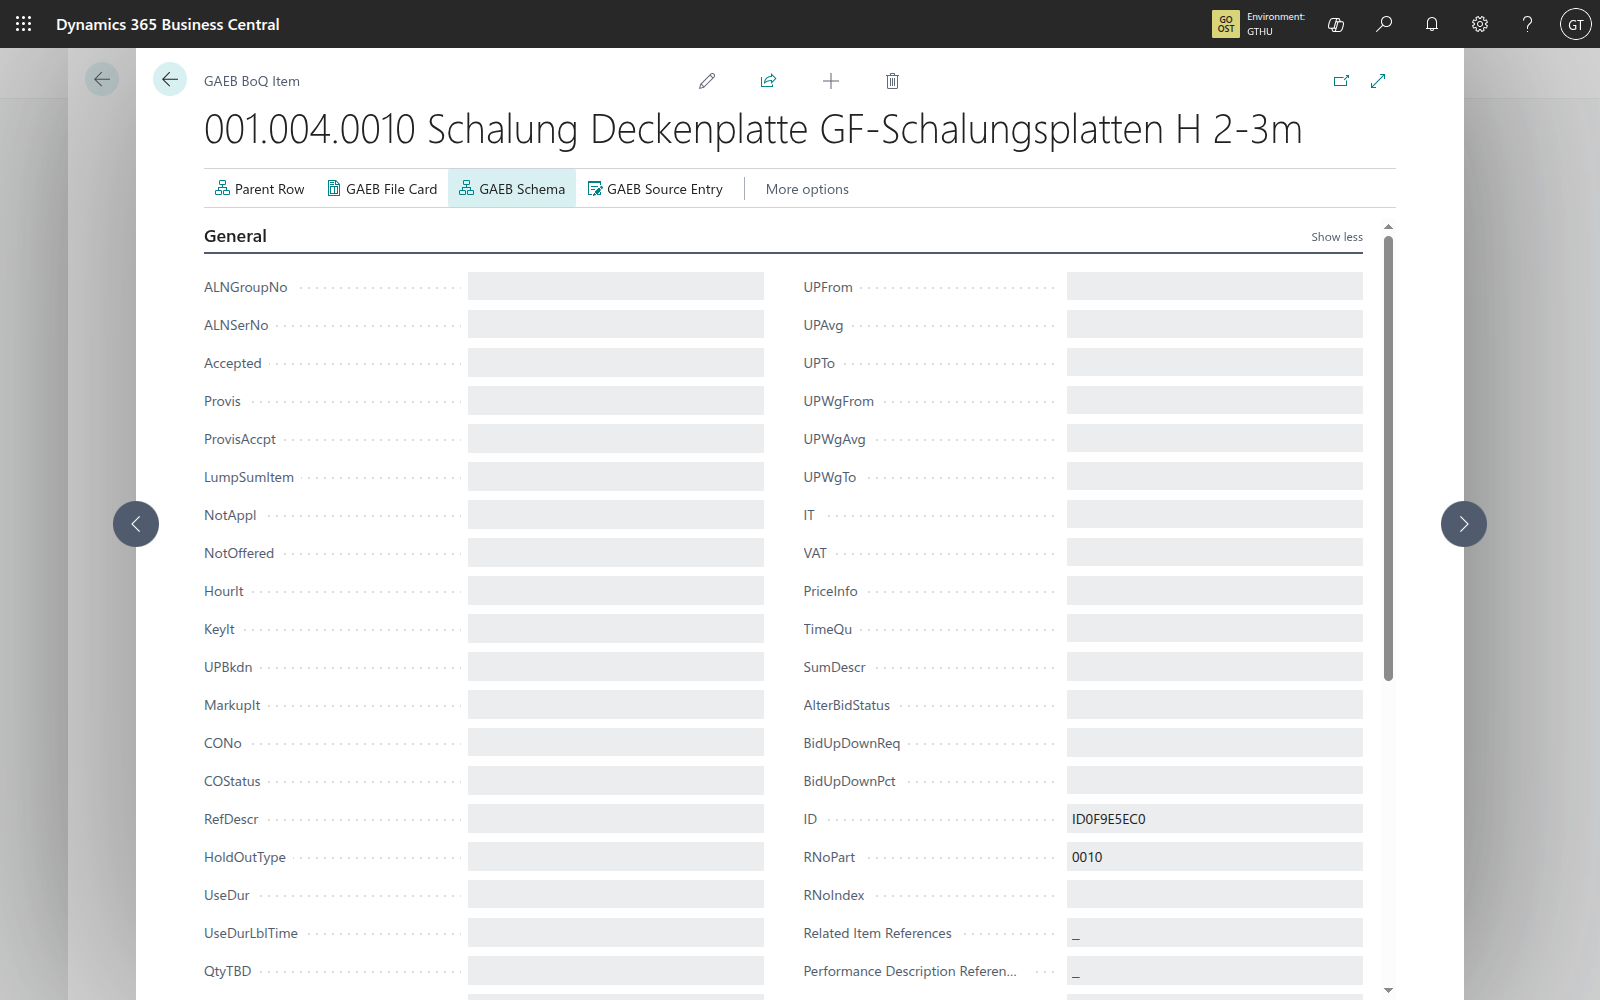 Dynamics 365 Business Central
GO OST
Environment:
GTHU
GT
GAEB BoQ Item
001.004.0010 Schalung Deckenplatte GF-Schalungsplatten H 2-3m
Parent Row
GAEB File Card
GAEB Schema
GAEB Source Entry
More options
General
Show less
ALNGroupNo
ALNSerNo
Accepted
Provis
ProvisAccpt
LumpSumItem
NotAppl
NotOffered
HourIt
KeyIt
UPBkdn
MarkupIt
CONo
COStatus
RefDescr
HoldOutType
UseDur
UseDurLblTime
QtyTBD
UPFrom
UPAvg
UPTo
UPWgFrom
UPWgAvg
UPWgTo
IT
VAT
PriceInfo
TimeQu
SumDescr
AlterBidStatus
BidUpDownReq
BidUpDownPct
ID ID0F9E5EC0
RNoPart 0010
RNoIndex
Related Item References _
Performance Description Referen... _